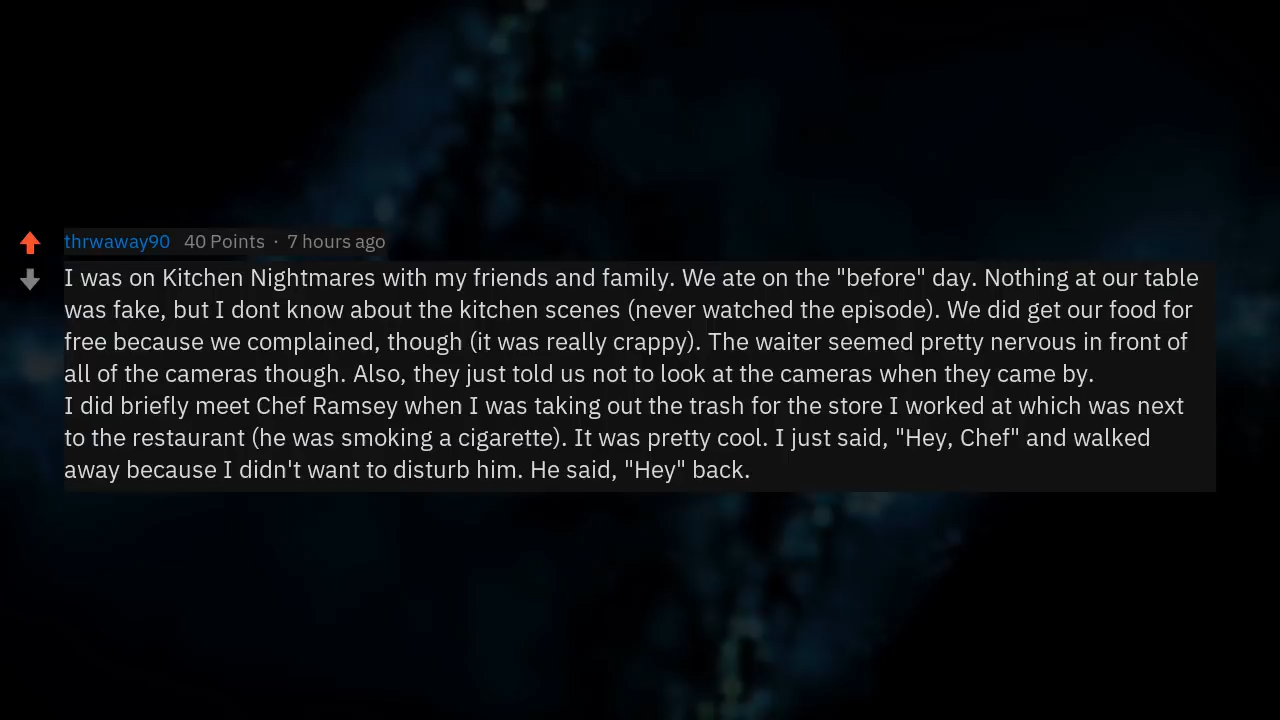 thrwaway90 40 Points · 7 hours ago
I was on Kitchen Nightmares with my friends and family. We ate on the "before" day. Nothing at our table
was fake, but I dont know about the kitchen scenes (never watched the episode). We did get our food for
free because we complained, though (it was really crappy). The waiter seemed pretty nervous in front of
all of the cameras though. Also, they just told us not to look at the cameras when they came by.
I did briefly meet Chef Ramsey when I was taking out the trash for the store I worked at which was next
to the restaurant (he was smoking a cigarette). It was pretty cool. I just said, "Hey, Chef" and walked
away because I didn't want to disturb him. He said, "Hey" back.